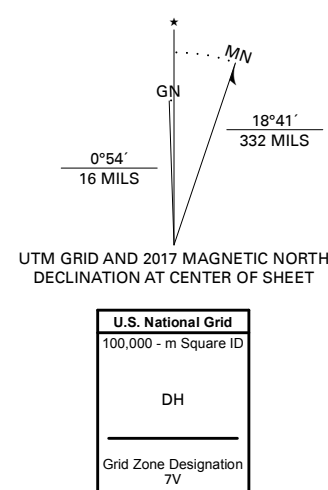 ★
MN
GN
18°41´
332 MILS
0°54´
16 MILS
UTM GRID AND 2017 MAGNETIC NORTH
DECLINATION AT CENTER OF SHEET
U.S. National Grid
100,000 - m Square ID
DH
Grid Zone Designation
7V